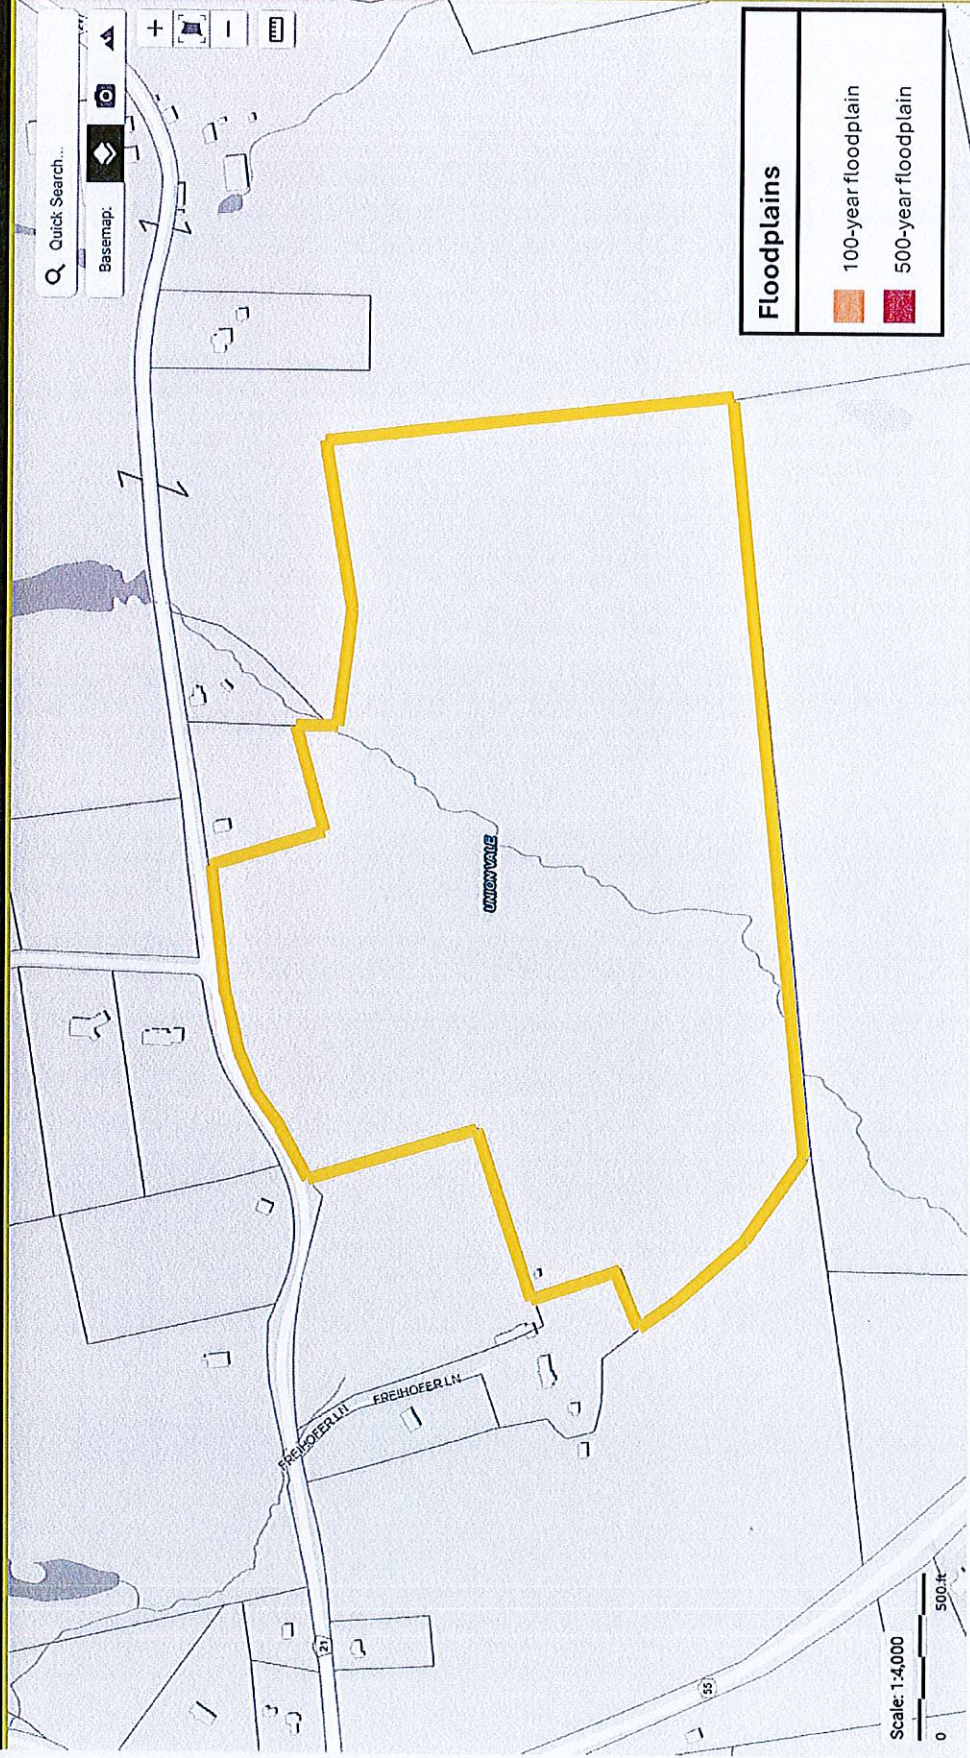 Quick Search...
Basemap:
UNION VALE
FREIHOFER LN
FREIHOFER LN
21
55
Floodplains
100-year floodplain
500-year floodplain
Scale: 1:4,000
0
500 ft